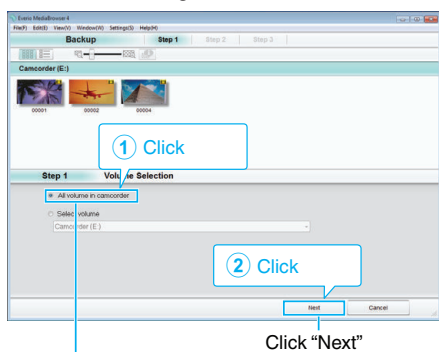 Everio MediaBrowser 4
File(F) Edit(E) View(V) Window(W) Settings(S) Help(H)
Backup Step 1 Step 2 Step 3
Camcorder (E:)
00001 00002 00004
1 Click
Step 1 Volume Selection
All volume in camcorder
Select volume
Camcorder (E:)
2 Click
Next Cancel
Click “Next”